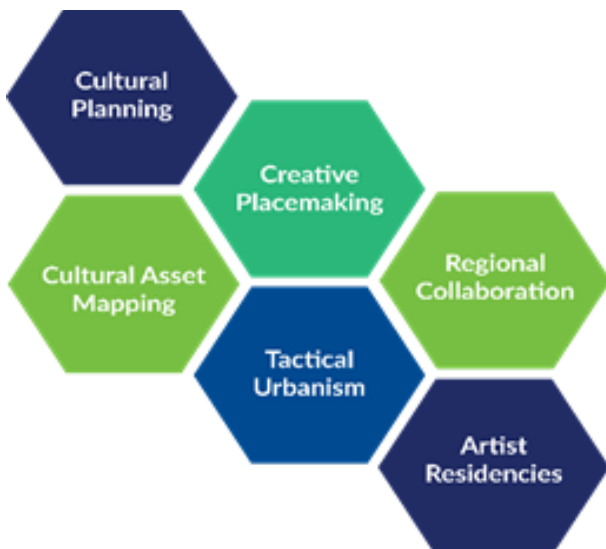 Cultural
Planning
Creative
Placemaking
Cultural Asset
Mapping
Regional
Collaboration
Tactical
Urbanism
Artist
Residencies